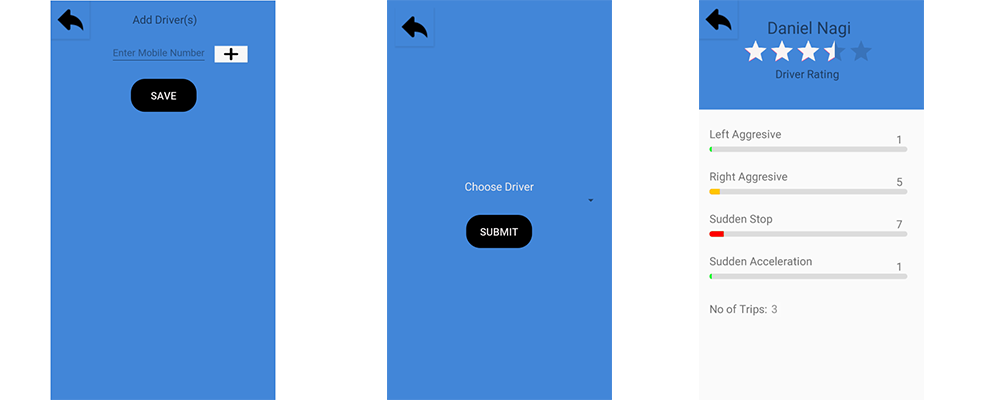 Add Driver(s)
Enter Mobile Number
SAVE
Choose Driver
SUBMIT
Daniel Nagi
Driver Rating
Left Aggresive 1
Right Aggresive 5
Sudden Stop 7
Sudden Acceleration 1
No of Trips: 3